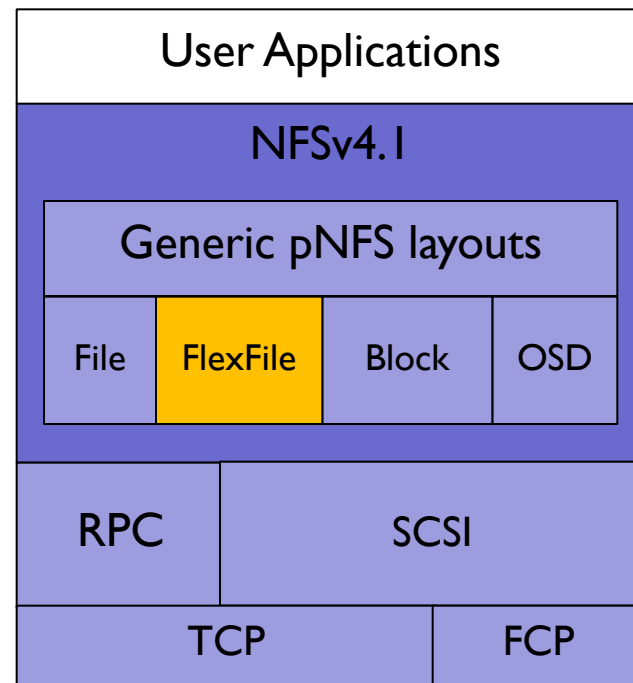 User Applications
NFSv4.1
Generic pNFS layouts
File FlexFile Block OSD
RPC SCSI
TCP FCP